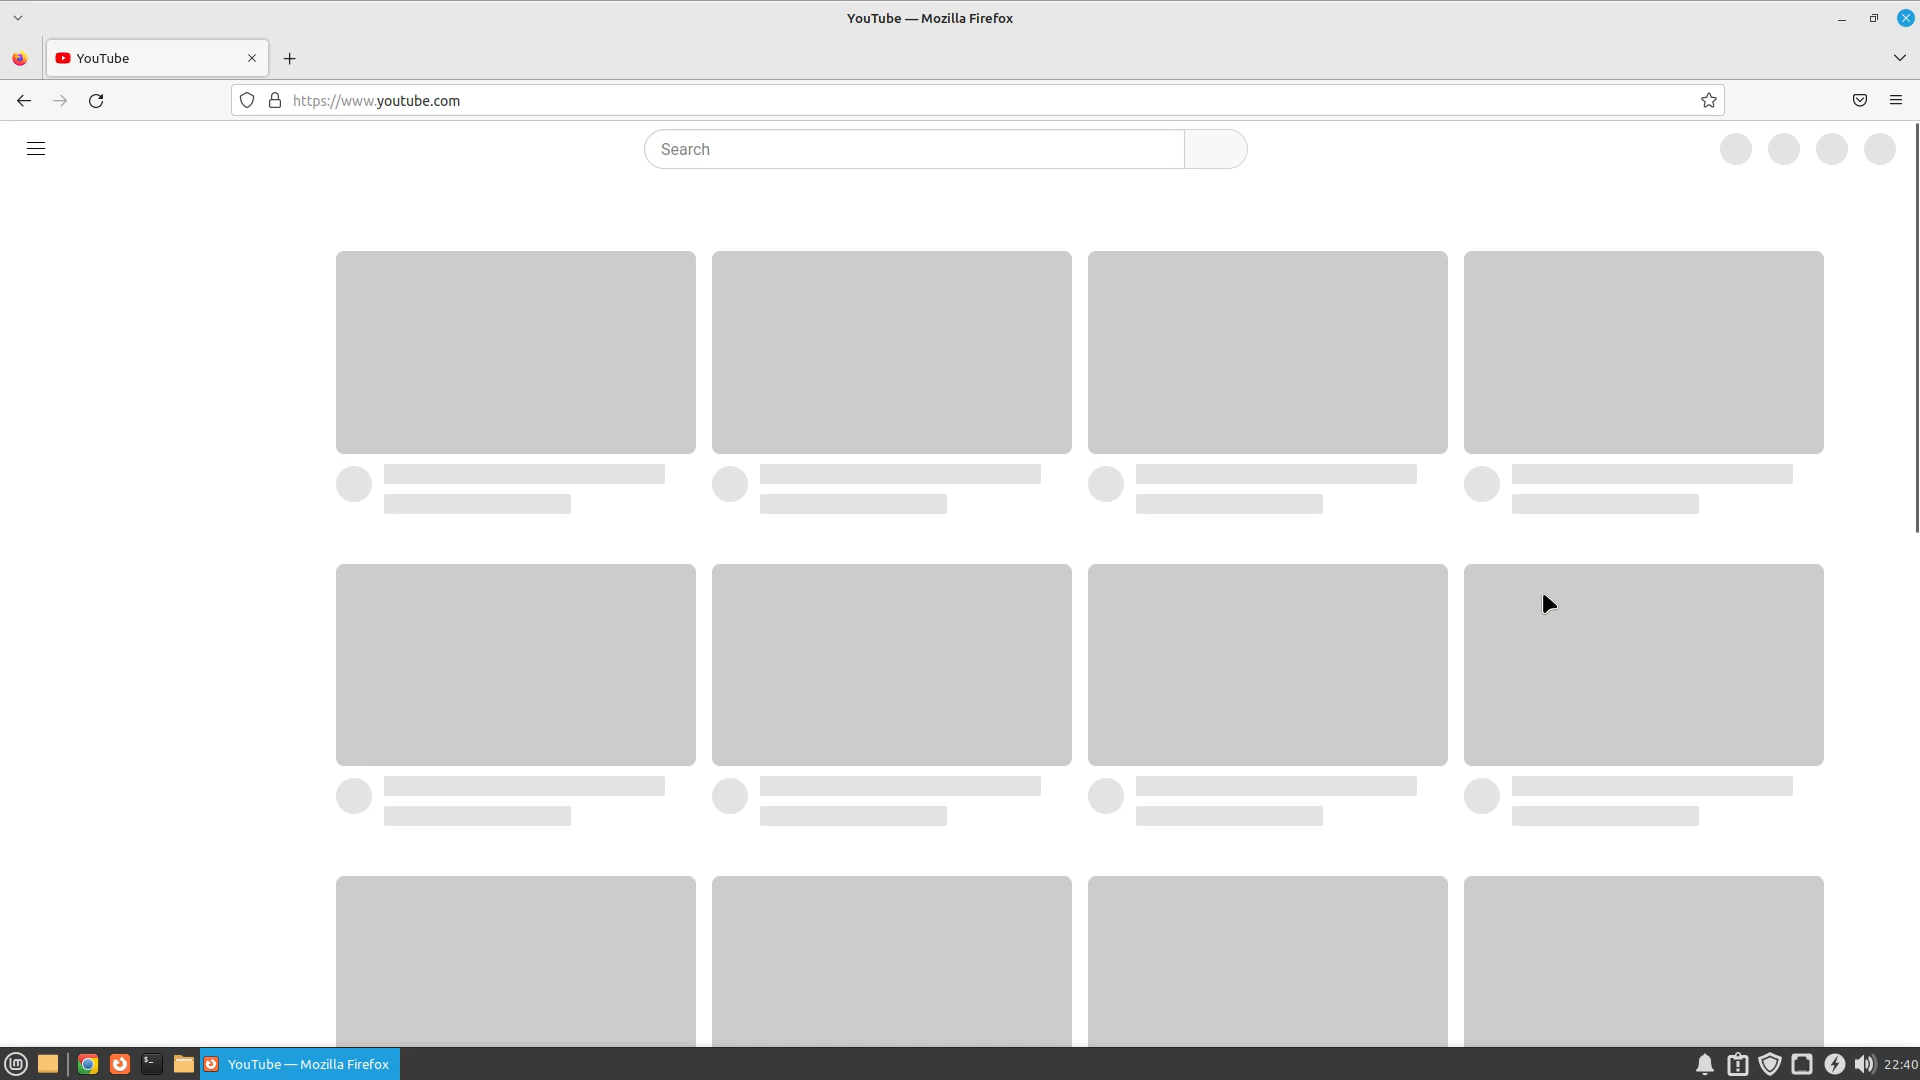 YouTube — Mozilla Firefox
YouTube
https://www.youtube.com
Search
YouTube — Mozilla Firefox
22:40